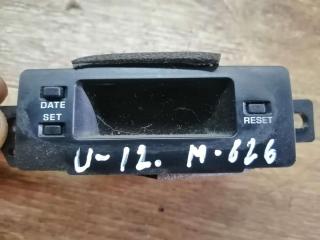 DATE
SET
RESET
U-12. M-626